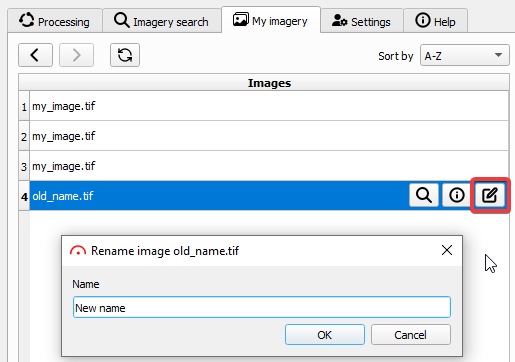 Processing Imagery search My imagery Settings Help
Sort by A-Z
Images
1 my_image.tif
2 my_image.tif
3 my_image.tif
4 old_name.tif
Rename image old_name.tif
Name
New name
OK Cancel